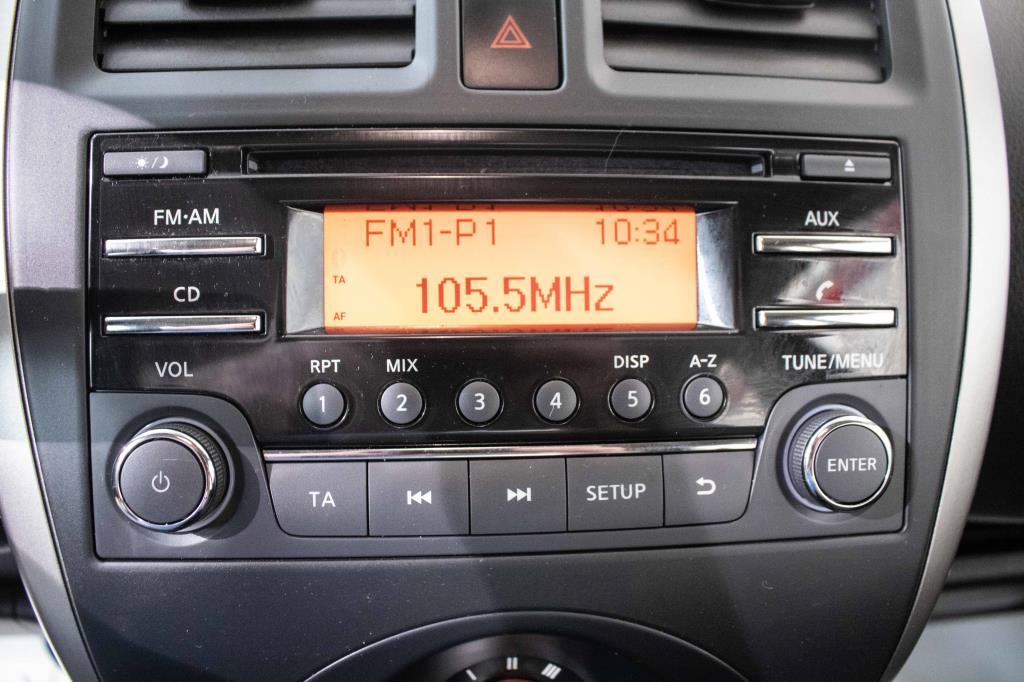 FM•AM
CD
VOL
FM1-P1 10:34
TA
105.5MHz
AF
AUX
TUNE/MENU
RPT MIX DISP A-Z
1 2 3 4 5 6
TA SETUP
ENTER